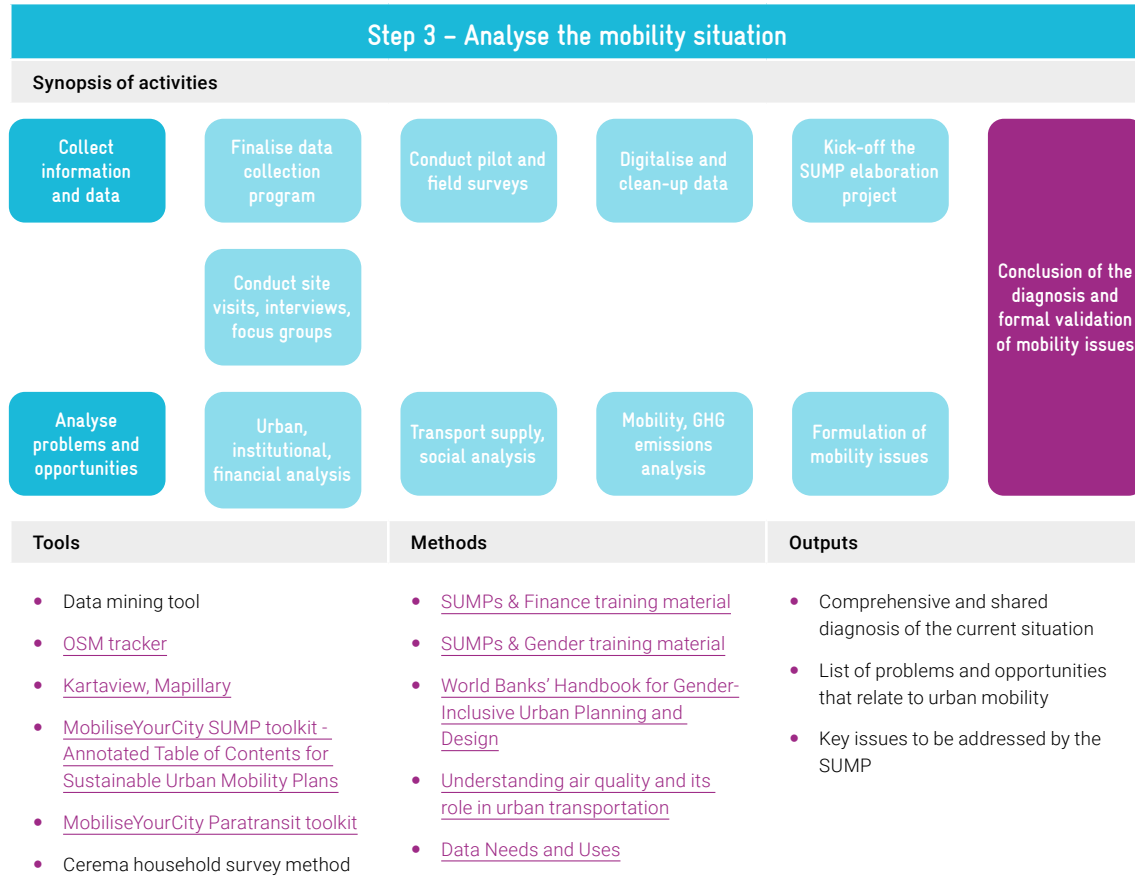 Step 3 – Analyse the mobility situation
Synopsis of activities
Collect
information
and data
Finalise data
collection
program
Conduct pilot and
field surveys
Digitalise and
clean-up data
Kick-off the
SUMP elaboration
project
Conduct site
visits, interviews,
focus groups
Conclusion of the
diagnosis and
formal validation
of mobility issues
Analyse
problems and
opportunities
Urban,
institutional,
financial analysis
Transport supply,
social analysis
Mobility, GHG
emissions
analysis
Formulation of
mobility issues
Tools
• Data mining tool
• OSM tracker
• Kartaview, Mapillary
• MobiliseYourCity SUMP toolkit -
Annotated Table of Contents for
Sustainable Urban Mobility Plans
• MobiliseYourCity Paratransit toolkit
• Cerema household survey method
Methods
• SUMPs & Finance training material
• SUMPs & Gender training material
• World Banks' Handbook for Gender-
Inclusive Urban Planning and
Design
• Understanding air quality and its
role in urban transportation
• Data Needs and Uses
Outputs
• Comprehensive and shared
diagnosis of the current situation
• List of problems and opportunities
that relate to urban mobility
• Key issues to be addressed by the
SUMP